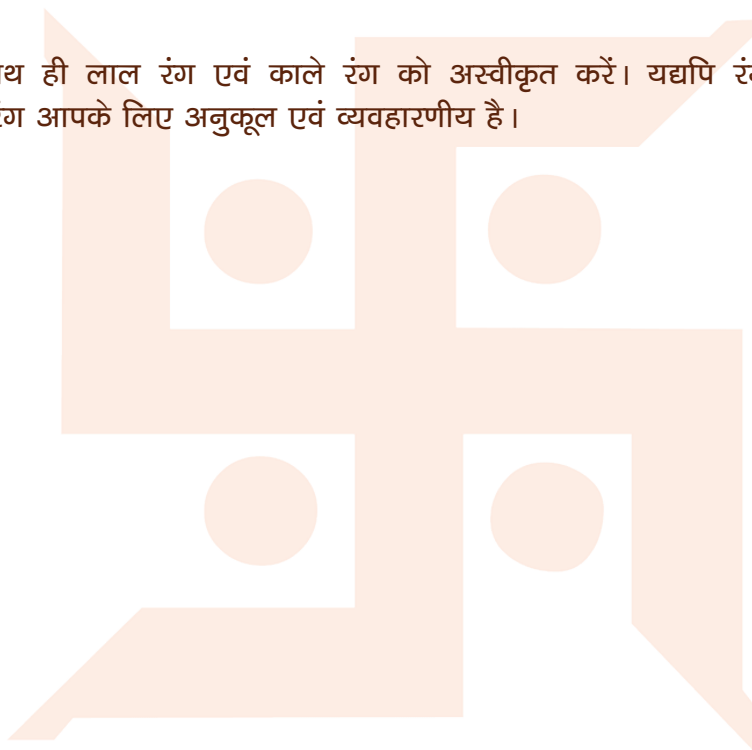 ही लाल रंग एवं काले रंग को अस्वीकृत करें। यद्यपि
आपके लिए अनुकूल एवं व्यवहारणीय है।